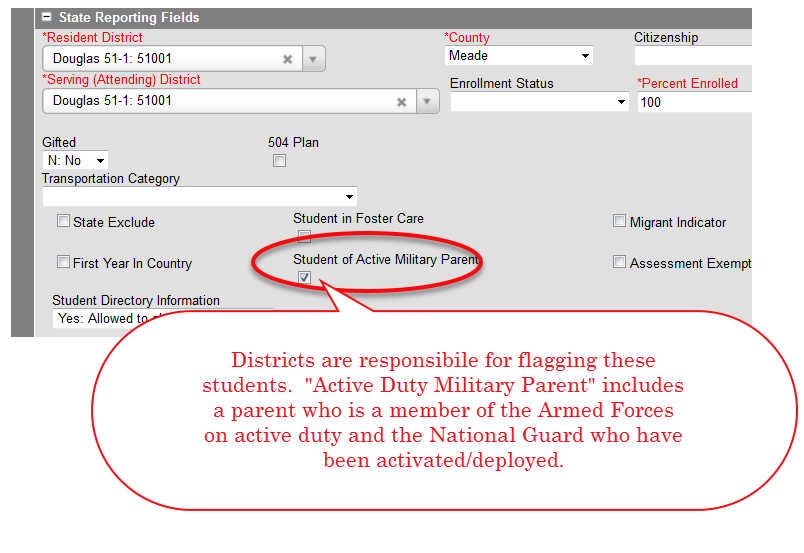 State Reporting Fields
*Resident District
*County
Citizenship
Douglas 51-1: 51001
Meade
*Serving (Attending) District
Enrollment Status
*Percent Enrolled
Douglas 51-1: 51001
100
Gifted
504 Plan
N: No
Transportation Category
State Exclude
Student in Foster Care
Migrant Indicator
First Year In Country
Student of Active Military Parent
Assessment Exempt
Student Directory Information
Yes: Allowed to
Districts are responsibile for flagging these
students. "Active Duty Military Parent" includes
a parent who is a member of the Armed Forces
on active duty and the National Guard who have
been activated/deployed.